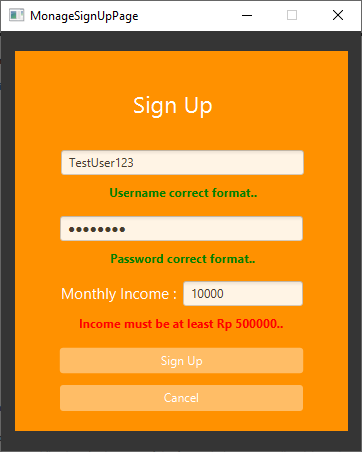 MonageSignUpPage
Sign Up
TestUser123
Username correct format..
●●●●●●●●
Password correct format..
Monthly Income : 10000
Income must be at least Rp 500000..
Sign Up
Cancel